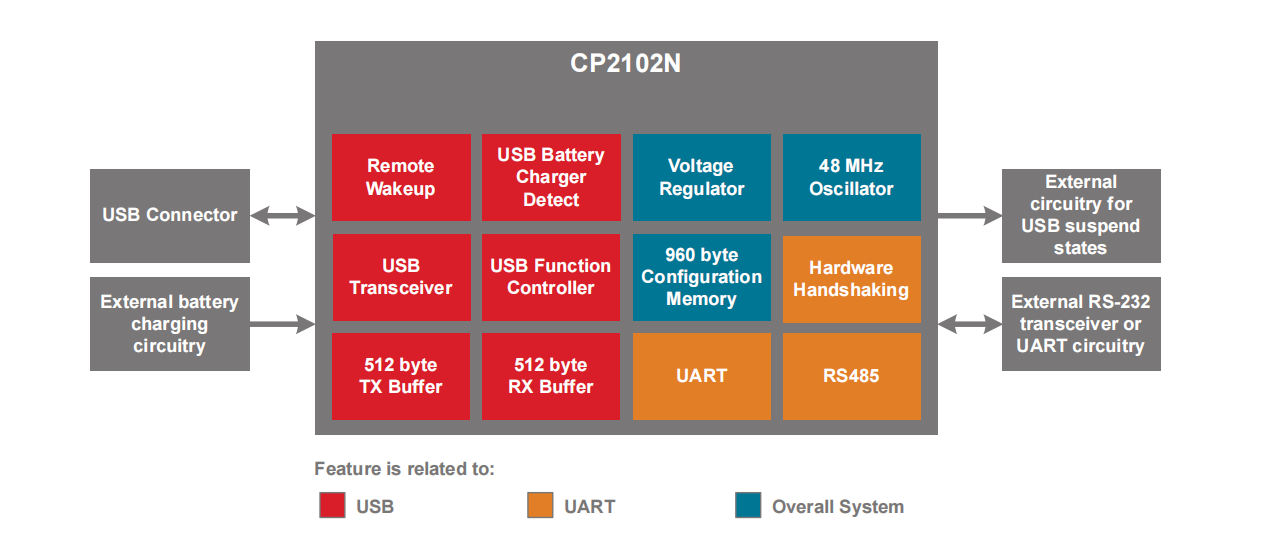 CP2102N
Remote
Wakeup
USB Battery
Charger
Detect
Voltage
Regulator
48 MHz
Oscillator
USB Connector
External
circuitry for
USB suspend
states
USB
Transceiver
USB Function
Controller
960 byte
Configuration
Memory
Hardware
Handshaking
External battery
charging
circuitry
External RS-232
transceiver or
UART circuitry
512 byte
TX Buffer
512 byte
RX Buffer
UART
RS485
Feature is related to:
USB
UART
Overall System